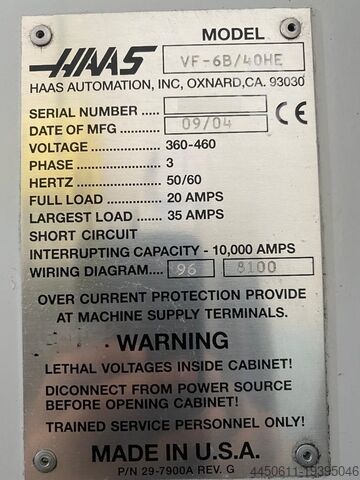 MODEL
HAAS VF-6B/40HE
HAAS AUTOMATION, INC, OXNARD,CA. 93030
SERIAL NUMBER ..........
DATE OF MFG ............. 09/04 CE
VOLTAGE ..................... 360-460
PHASE ......................... 3
HERTZ .......................... 50/60
FULL LOAD .................. 20 AMPS
LARGEST LOAD .......... 35 AMPS
SHORT CIRCUIT
INTERRUPTING CAPACITY - 10,000 AMPS
WIRING DIAGRAM.... 96 8100
OVER CURRENT PROTECTION PROVIDE
AT MACHINE SUPPLY TERMINALS.
WARNING
LETHAL VOLTAGES INSIDE CABINET!
DICONNECT FROM POWER SOURCE
BEFORE OPENING CABINET!
TRAINED SERVICE PERSONNEL ONLY!
MADE IN U.S.A.
P/N 29-7900A REV. G
4450611-19395046